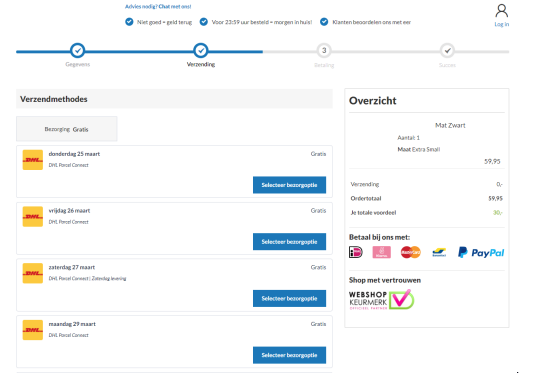 Advies nodig? Chat met ons!
Niet goed = geld terug
Voor 23:59 uur besteld = morgen in huis!
Klanten beoordelen ons met eer
Log in
3
Gegevens
Verzending
Betaling
Succes
Verzendmethodes
Bezorging Gratis
DHL
donderdag 25 maart
DHL Parcel Connect
Gratis
Selecteer bezorgoptie
DHL
vrijdag 26 maart
DHL Parcel Connect
Gratis
Selecteer bezorgoptie
DHL
zaterdag 27 maart
DHL Parcel Connect: Zaterdag levering
Gratis
Selecteer bezorgoptie
DHL
maandag 29 maart
DHL Parcel Connect
Gratis
Selecteer bezorgoptie
Overzicht
Mat Zwart
Aantal: 1
Maat Extra Small
59,95
Verzending 0,-
Ordertotaal 59,95
Je totale voordeel 80,-
Betaal bij ons met:
PayPal
Shop met vertrouwen
WEBSHOP
KEURMERK